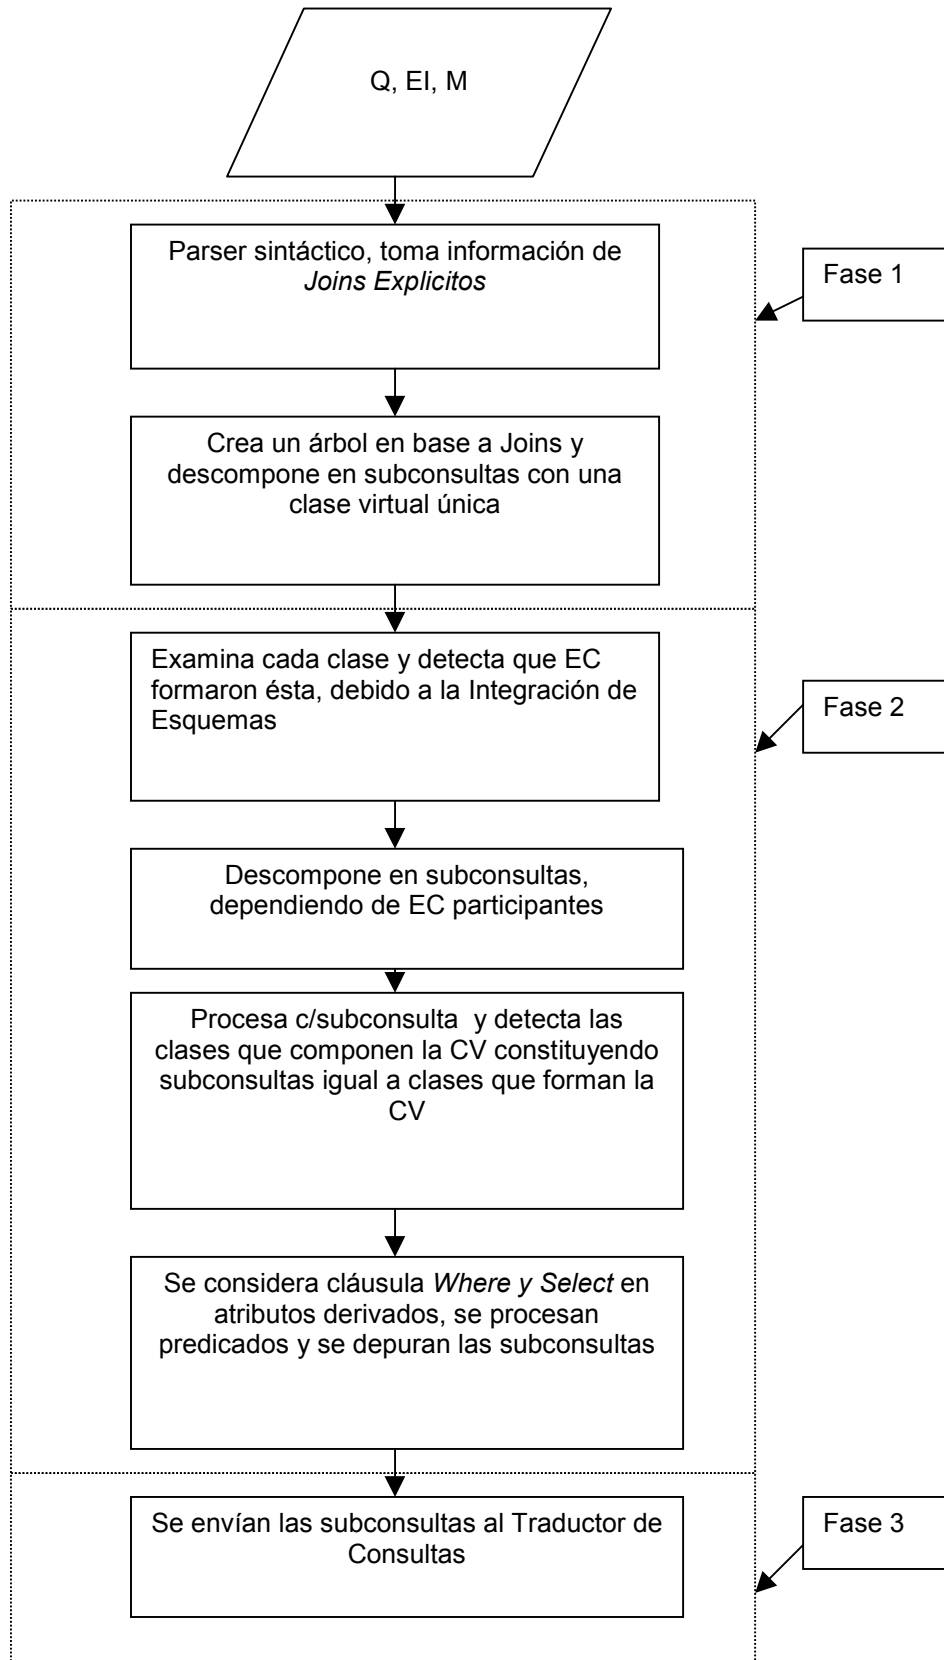 Q, EI, M
Parser sintáctico, toma información de
Joins Explicitos
Fase 1
Crea un árbol en base a Joins y
descompone en subconsultas con una
clase virtual única
Examina cada clase y detecta que EC
formaron ésta, debido a la Integración de
Esquemas
Fase 2
Descompone en subconsultas,
dependiendo de EC participantes
Procesa c/subconsulta y detecta las
clases que componen la CV constituyendo
subconsultas igual a clases que forman la
CV
Se considera cláusula Where y Select en
atributos derivados, se procesan
predicados y se depuran las subconsultas
Se envían las subconsultas al Traductor de
Consultas
Fase 3